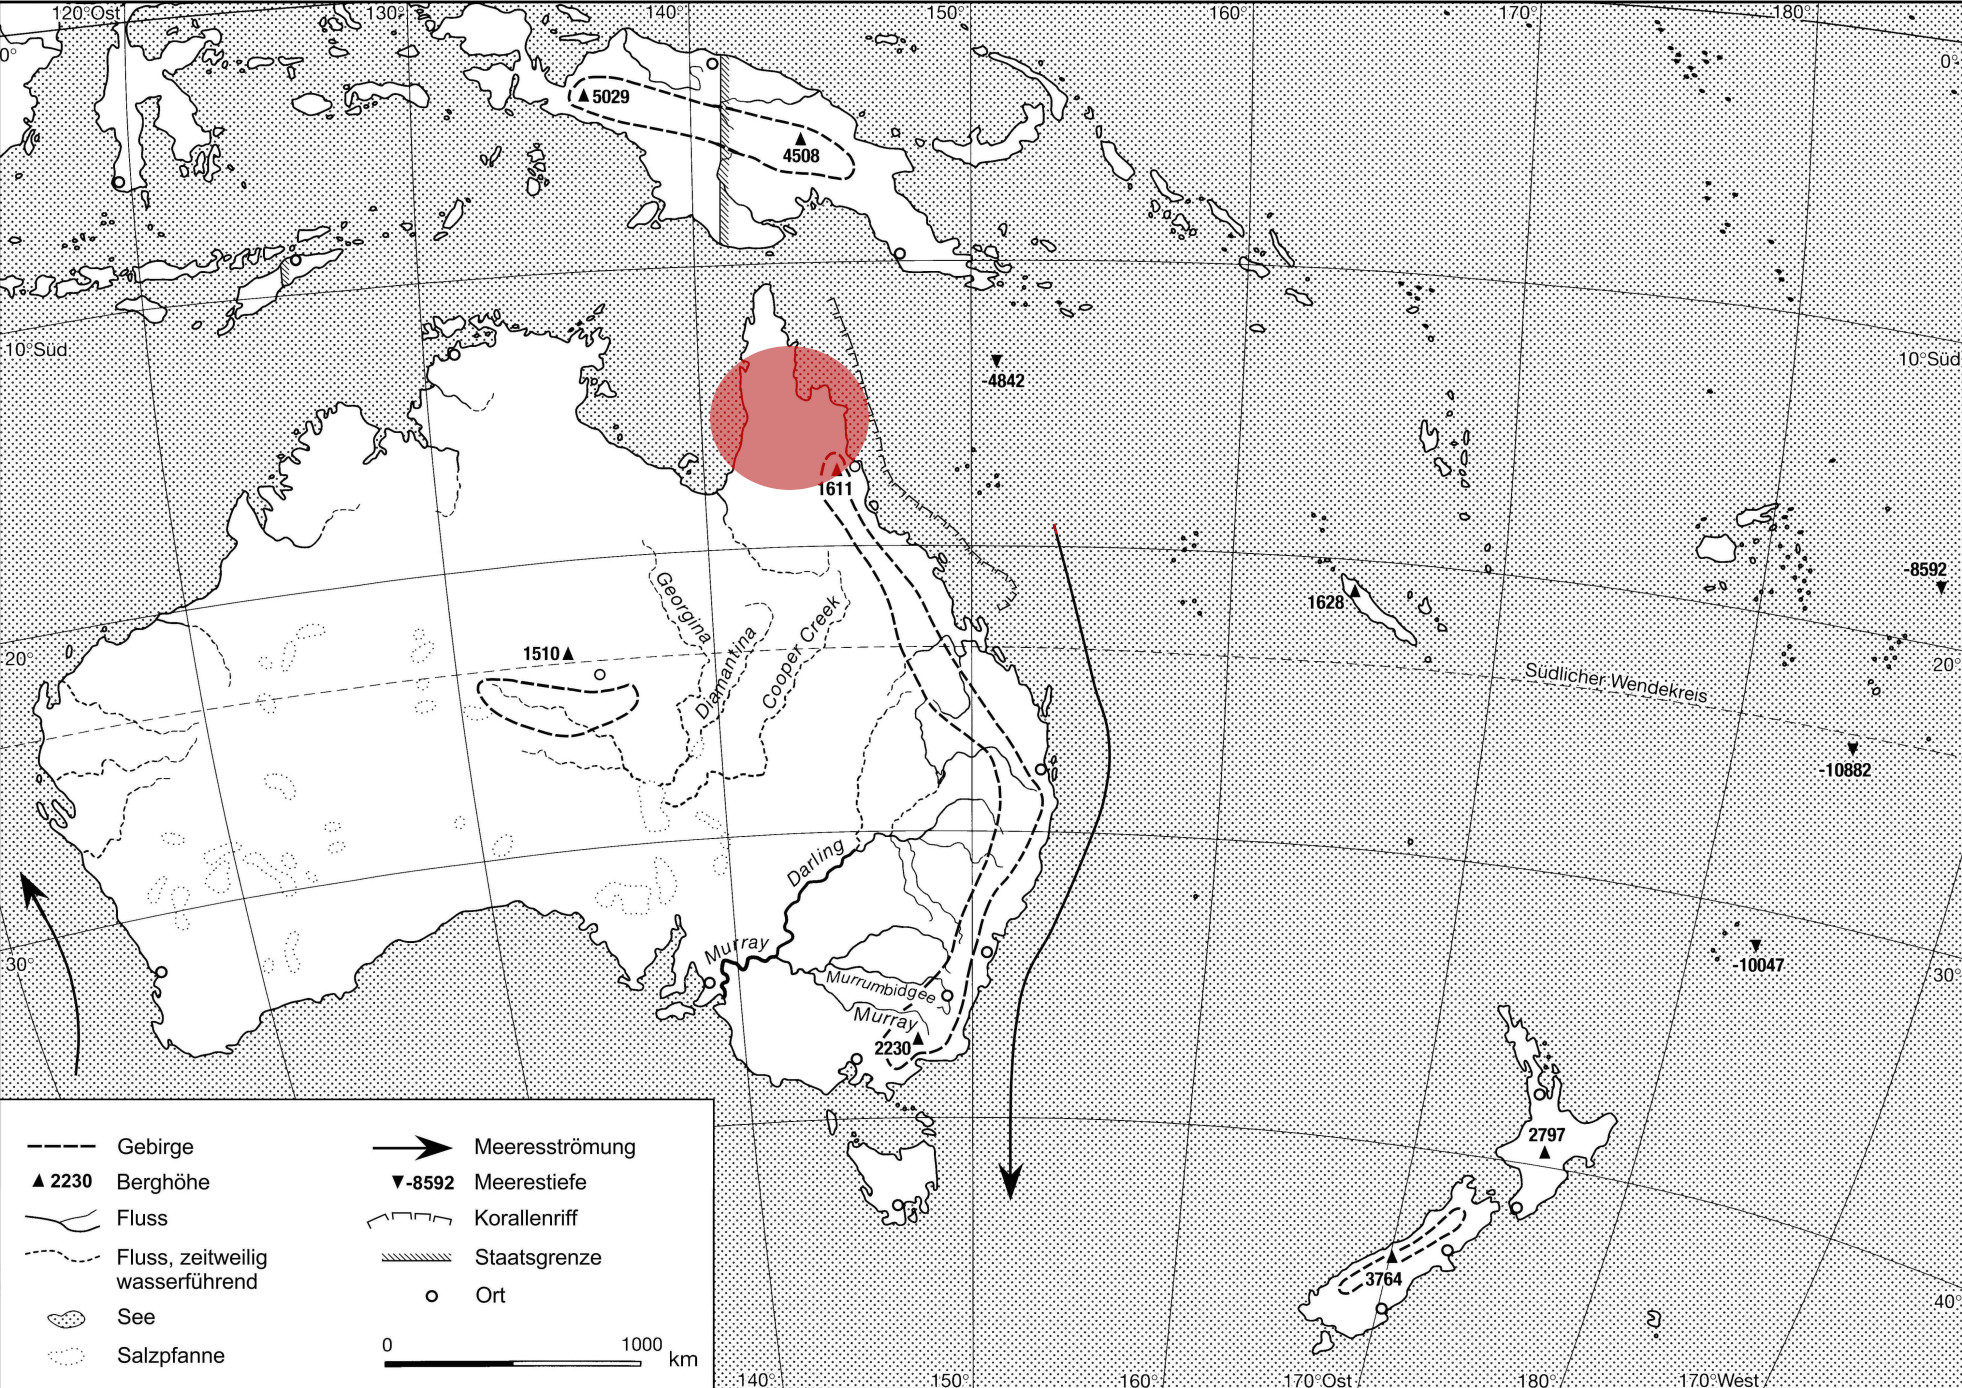 120°Ost
130°
140°
150°
160°
170°
180°
0°
0°
5029
4508
10°Süd
10°Süd
-4842
1611
-8592
1628
Georgina
Diamantina
Cooper Creek
1510
20°
20°
Südlicher Wendekreis
-10882
Darling
Murray
30°
30°
-10047
Murrumbidgee
Murray
2230
2797
3764
40°
Gebirge
2230 Berghöhe
Fluss
Fluss, zeitweilig
wasserführend
See
Salzpfanne
Meeresströmung
-8592 Meerestiefe
Korallenriff
Staatsgrenze
Ort
0 1000 km
140°
150°
160°
170°Ost
180°
170°West